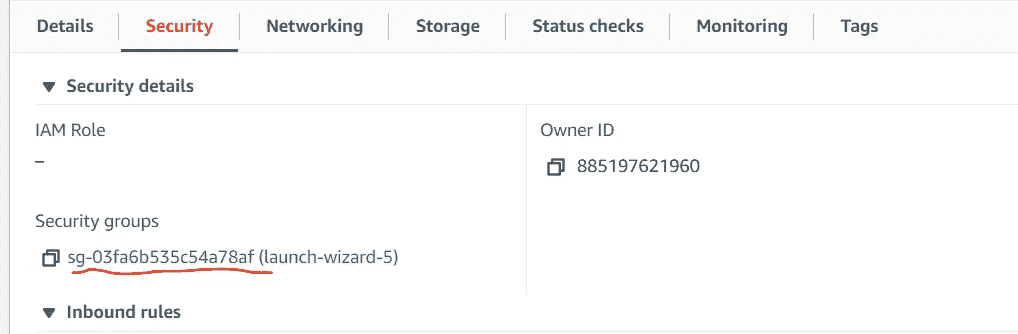 Details Security Networking Storage Status checks Monitoring Tags
Security details
IAM Role
–
Owner ID
885197621960
Security groups
sg-03fa6b535c54a78af (launch-wizard-5)
Inbound rules